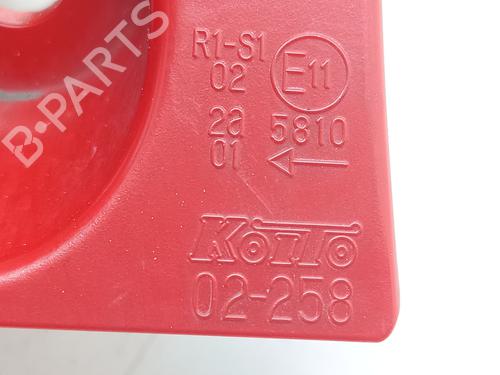 R1-S1
02 E11
2a 5810
01
KOITO
02-258
B-PARTS